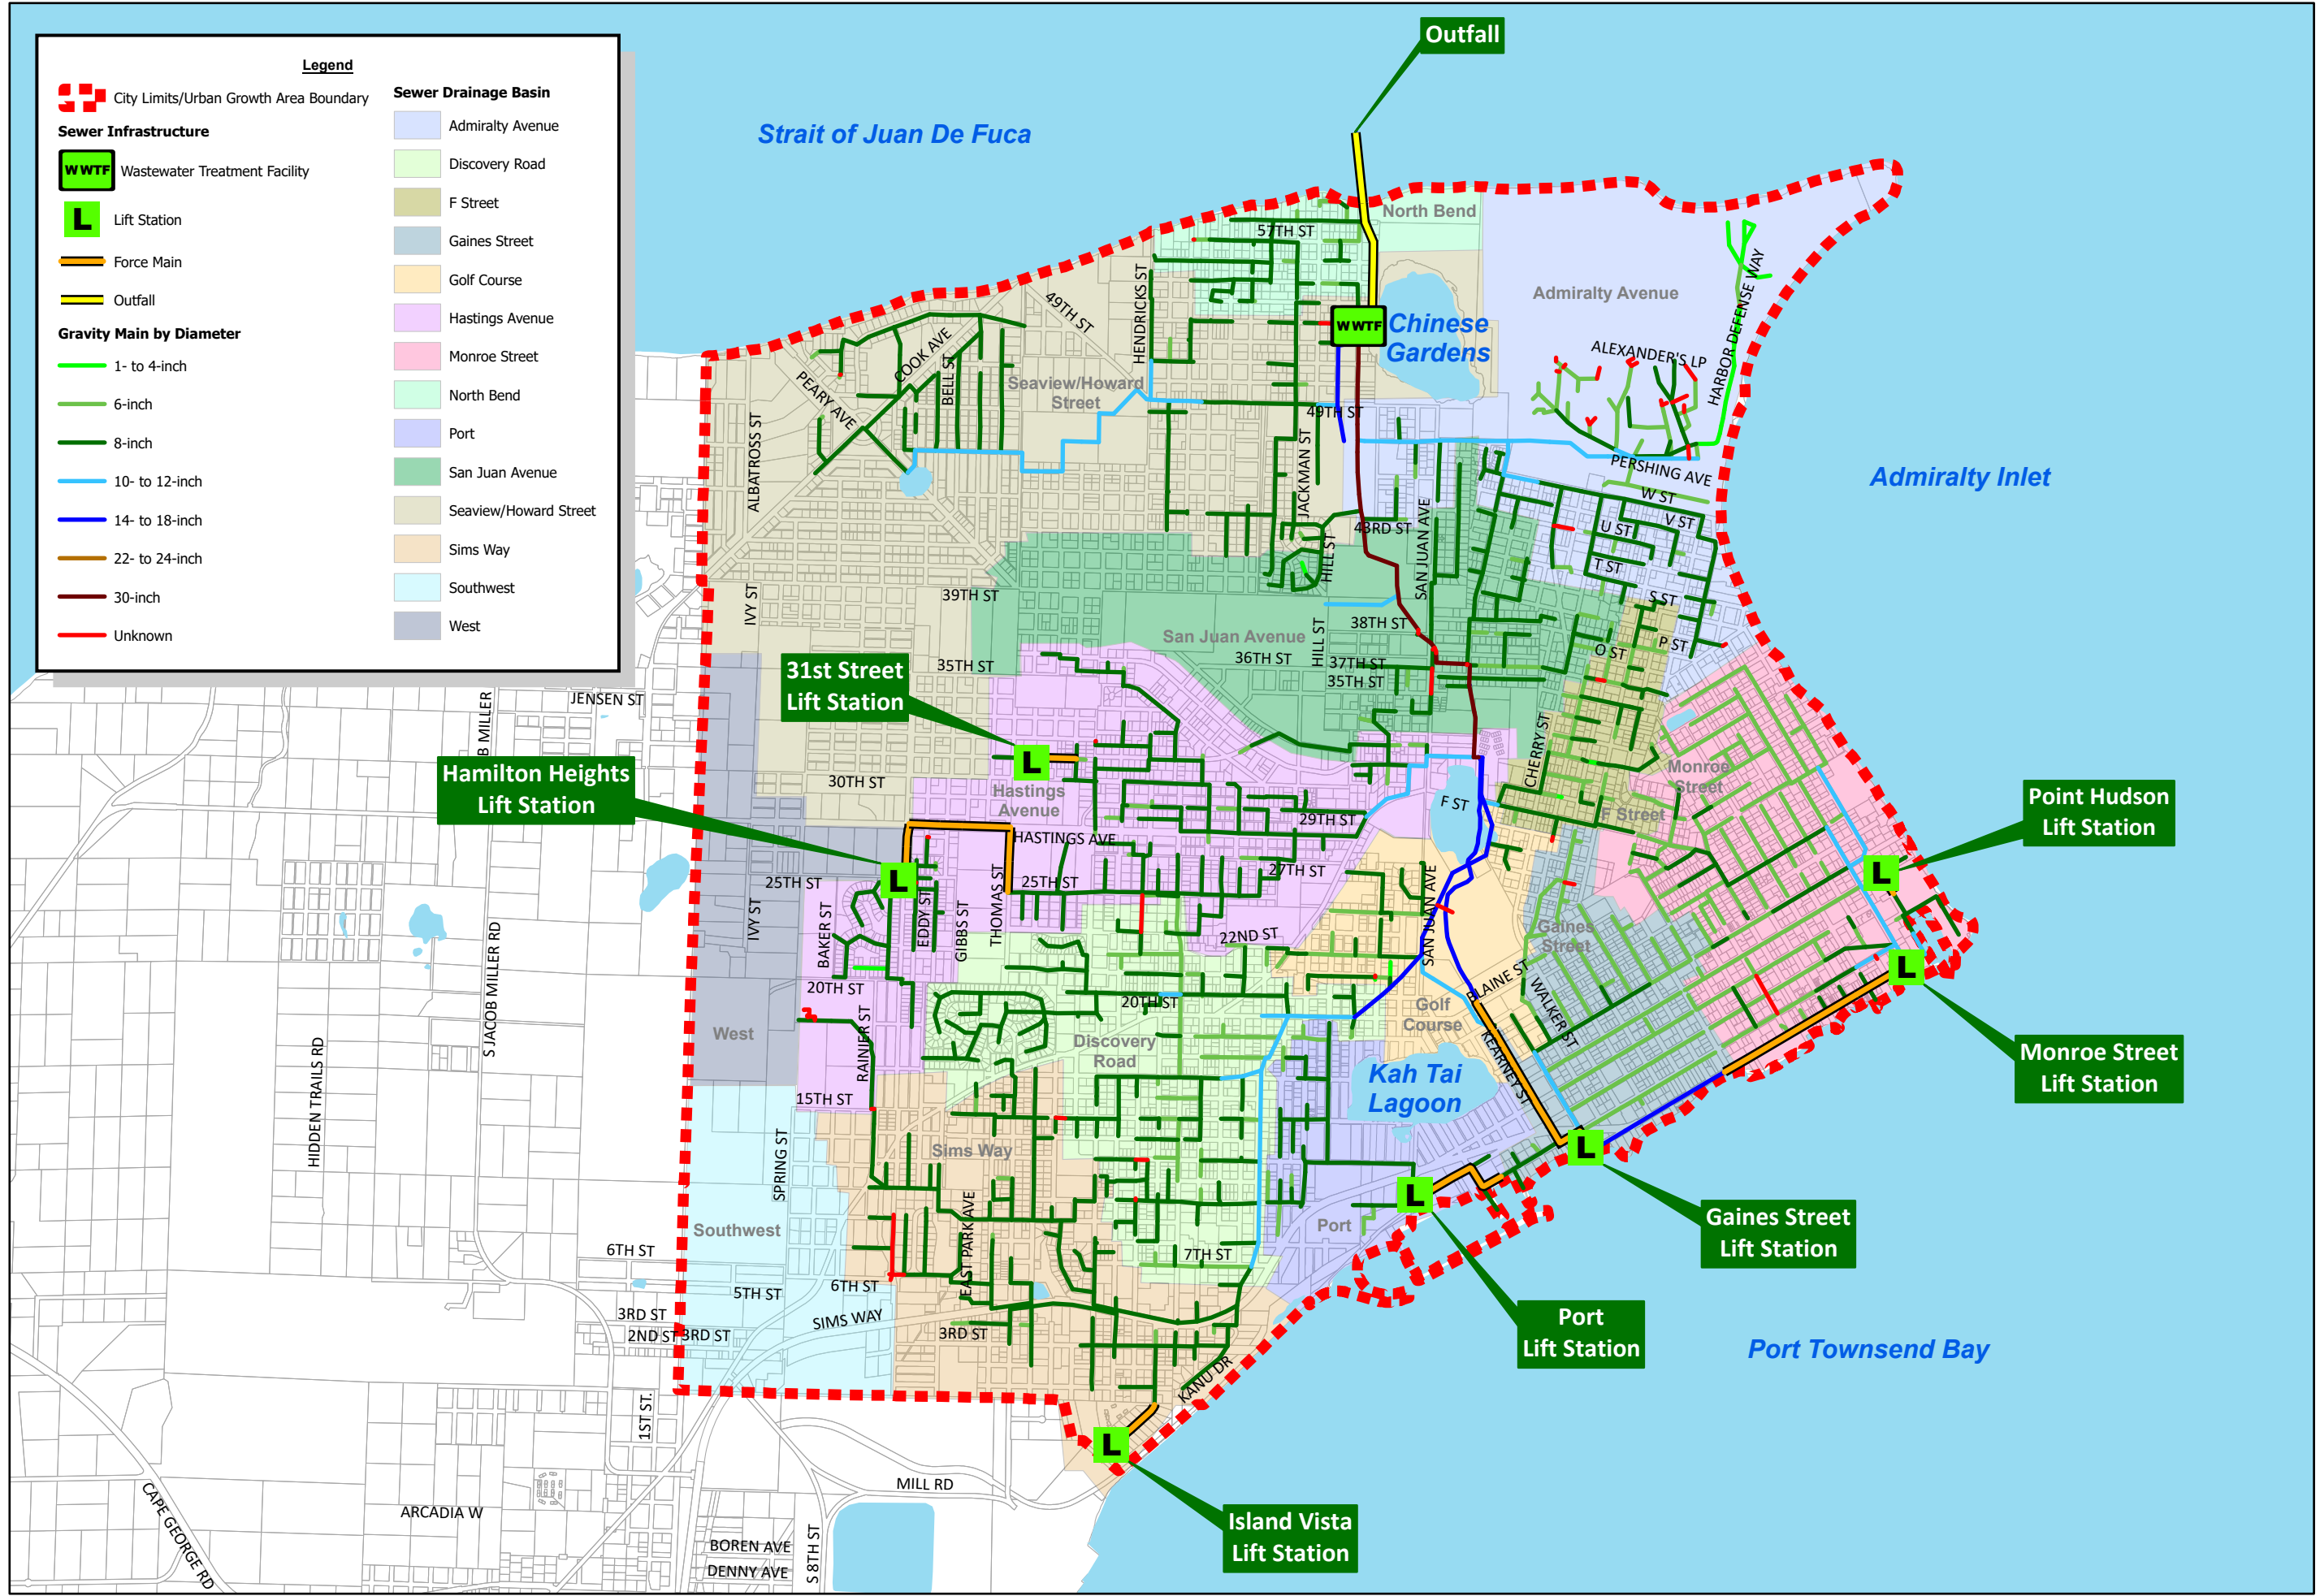 Outfall
Legend
City Limits/Urban Growth Area Boundary
Sewer Infrastructure
WWTF Wastewater Treatment Facility
L Lift Station
Force Main
Outfall
Gravity Main by Diameter
1- to 4-inch
6-inch
8-inch
10- to 12-inch
14- to 18-inch
22- to 24-inch
30-inch
Unknown
Sewer Drainage Basin
Admiralty Avenue
Discovery Road
F Street
Gaines Street
Golf Course
Hastings Avenue
Monroe Street
North Bend
Port
San Juan Avenue
Seaview/Howard Street
Sims Way
Southwest
West
Strait of Juan De Fuca
North Bend
57TH ST
HENDRICKS ST
49TH ST
Admiralty Avenue
HARBOR DEFENSE WAY
WWTF
Chinese
Gardens
COOK AVE
BELL ST
PEARY AVE
ALBATROSS ST
Seaview/Howard
Street
ALEXANDER'S LP
49TH ST
JACKMAN ST
PERSHING AVE
Admiralty Inlet
W ST
V ST
U ST
T ST
S ST
P ST
O ST
43RD ST
HILL ST
SAN JUAN AVE
IVY ST
39TH ST
38TH ST
San Juan Avenue
HILL ST
36TH ST
37TH ST
35TH ST
35TH ST
31st Street
Lift Station
L
B MILLER
JENSEN ST
Hamilton Heights
Lift Station
L
30TH ST
Hastings
Avenue
HASTINGS AVE
29TH ST
27TH ST
F ST
CHERRY ST
F Street
Monroe
Street
Point Hudson
Lift Station
L
25TH ST
25TH ST
IVY ST
BAKER ST
EDDY ST
GIBBS ST
THOMAS ST
22ND ST
SAN JUAN AVE
Gaines
Street
S JACOB MILLER RD
20TH ST
20TH ST
BLAINE ST
WALKER ST
Golf
Course
L
Monroe Street
Lift Station
West
RAINIER ST
Discovery
Road
KEARNEY ST
Kah Tai
Lagoon
HIDDEN TRAILS RD
15TH ST
SPRING ST
Sims Way
L
Gaines Street
Lift Station
L
Port
Lift Station
Southwest
EAST PARK AVE
Port
7TH ST
6TH ST
6TH ST
5TH ST
3RD ST
2ND ST
3RD ST
SIMS WAY
3RD ST
Port Townsend Bay
KANU DR
1ST ST.
L
Island Vista
Lift Station
MILL RD
CAPE GEORGE RD
ARCADIA W
BOREN AVE
DENNY AVE
S 8TH ST